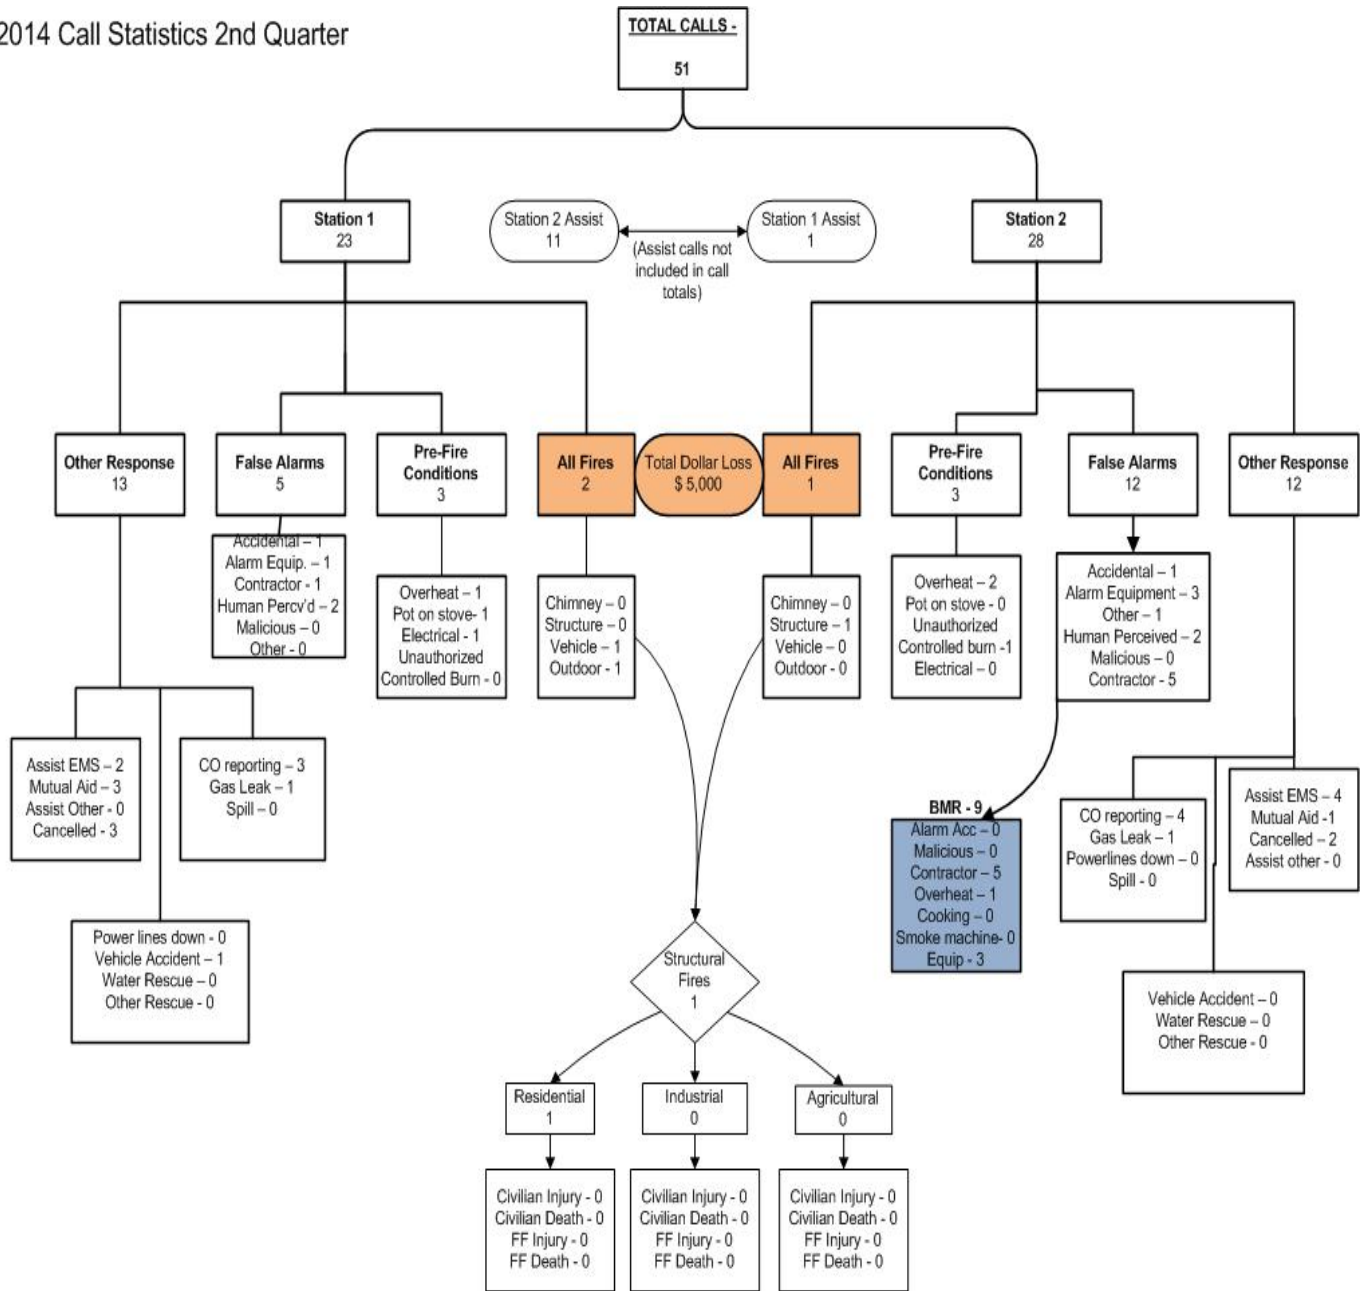 2014 Call Statistics 2nd Quarter
TOTAL CALLS -
51
Station 1
23
Station 2 Assist
11
(Assist calls not
included in call
totals)
Station 1 Assist
1
Station 2
28
Other Response
13
False Alarms
5
Pre-Fire
Conditions
3
All Fires
2
Total Dollar Loss
$ 5,000
All Fires
1
Pre-Fire
Conditions
3
False Alarms
12
Other Response
12
Accidental – 1
Alarm Equip. – 1
Contractor - 1
Human Percv'd – 2
Malicious – 0
Other - 0
Overheat – 1
Pot on stove- 1
Electrical - 1
Unauthorized
Controlled Burn - 0
Chimney – 0
Structure – 0
Vehicle – 1
Outdoor - 1
Chimney – 0
Structure – 1
Vehicle – 0
Outdoor - 0
Overheat – 2
Pot on stove - 0
Unauthorized
Controlled burn -1
Electrical – 0
Accidental – 1
Alarm Equipment – 3
Other – 1
Human Perceived – 2
Malicious – 0
Contractor - 5
Assist EMS – 2
Mutual Aid – 3
Assist Other - 0
Cancelled - 3
CO reporting – 3
Gas Leak – 1
Spill – 0
Power lines down - 0
Vehicle Accident – 1
Water Rescue – 0
Other Rescue - 0
BMR - 9
Alarm Acc – 0
Malicious – 0
Contractor – 5
Overheat – 1
Cooking – 0
Smoke machine- 0
Equip - 3
CO reporting – 4
Gas Leak – 1
Powerlines down – 0
Spill - 0
Assist EMS – 4
Mutual Aid -1
Cancelled – 2
Assist other - 0
Vehicle Accident – 0
Water Rescue – 0
Other Rescue - 0
Structural
Fires
1
Residential
1
Industrial
0
Agricultural
0
Civilian Injury - 0
Civilian Death - 0
FF Injury - 0
FF Death - 0
Civilian Injury - 0
Civilian Death - 0
FF Injury - 0
FF Death - 0
Civilian Injury - 0
Civilian Death - 0
FF Injury - 0
FF Death - 0